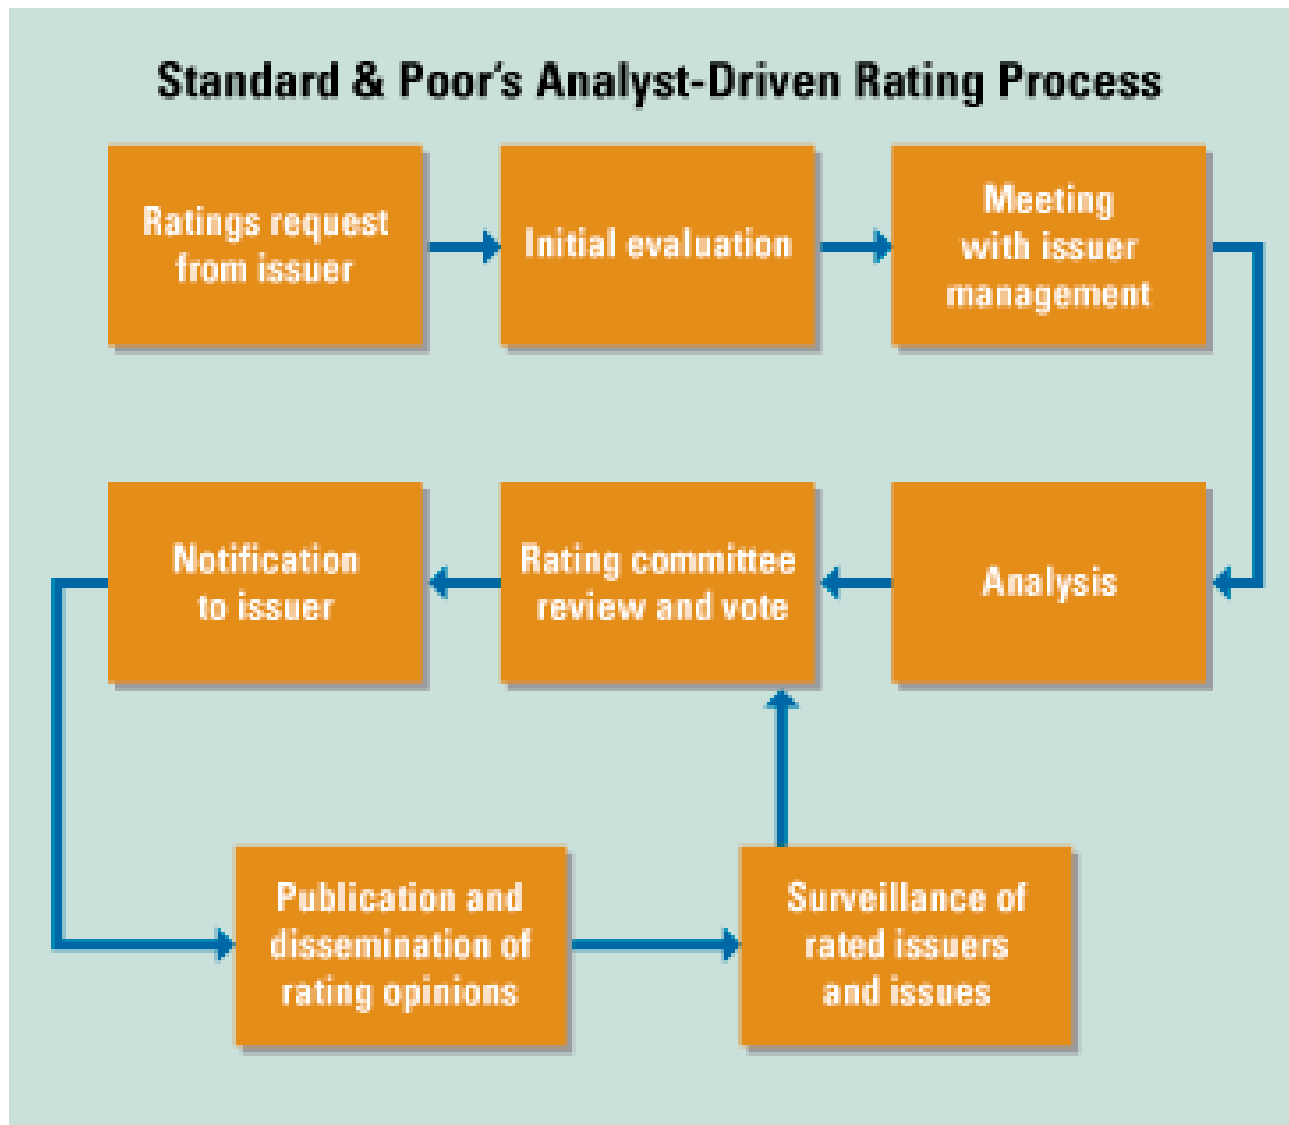 Standard & Poor's Analyst-Driven Rating Process
Ratings request
from issuer
Initial evaluation
Meeting
with issuer
management
Analysis
Rating committee
review and vote
Notification
to issuer
Publication and
dissemination of
rating opinions
Surveillance of
rated issuers
and issues